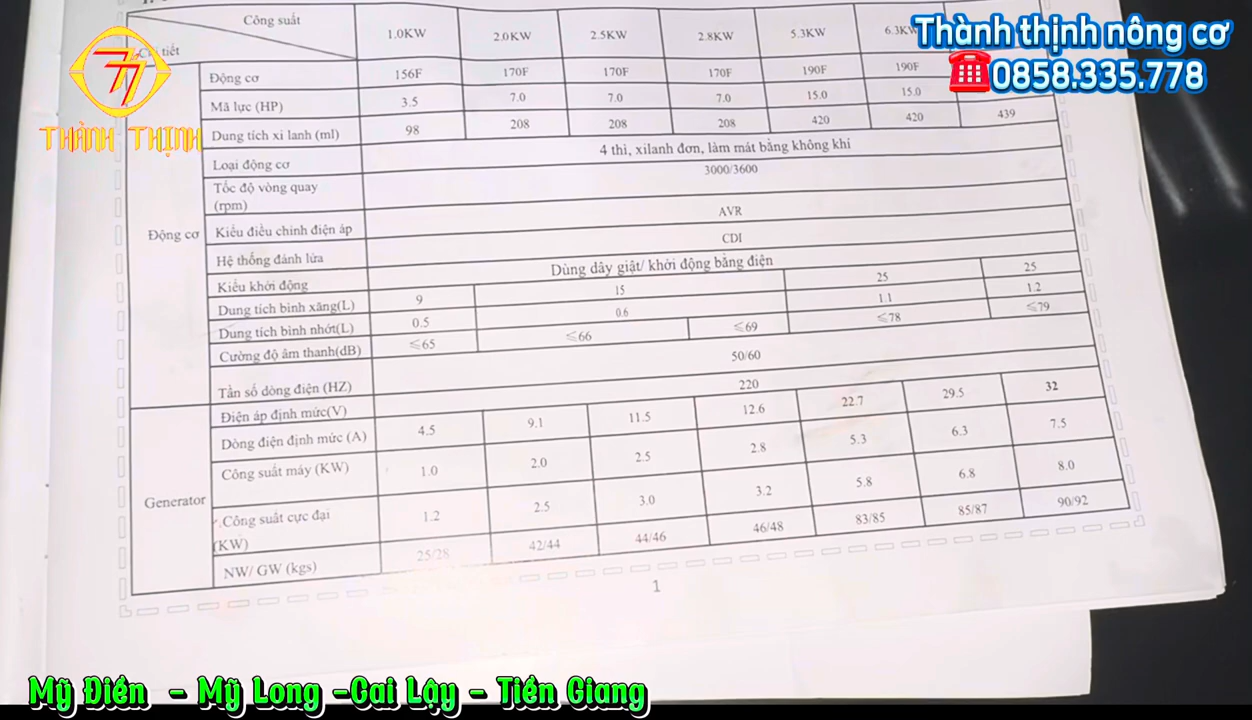 Công suất
1.0KW 2.0KW 2.5KW 2.8KW 5.3KW 6.3KW
tiết
Động cơ 156F 170F 170F 170F 190F 190F
Mã lực (HP) 3.5 7.0 7.0 7.0 15.0 15.0
Dung tích xi lanh (ml) 98 208 208 208 420 420 439
Loại động cơ 4 thì, xilanh đơn, làm mát bằng không khí
Tốc độ vòng quay 3000/3600
(rpm)
Động cơ
Kiểu điều chỉnh điện áp AVR
Hệ thống đánh lửa CDI
Kiểu khởi động Dùng dây giật/ khởi động bằng điện
Dung tích bình xăng(L) 9 15 25 25
Dung tích bình nhớt(L) 0.5 0.6 1.1 1.2
Cường độ âm thanh(dB) ≤65 ≤66 ≤69 ≤78 ≤79
Tần số dòng điện (HZ) 50/60
Điện áp định mức(V) 220
Dòng điện định mức (A) 4.5 9.1 11.5 12.6 22.7 29.5 32
Công suất máy (KW) 1.0 2.0 2.5 2.8 5.3 6.3 7.5
Generator
Công suất cực đại 1.2 2.5 3.0 3.2 5.8 6.8 8.0
(KW)
NW/ GW (kgs) 25/28 42/44 44/46 46/48 83/85 85/87 90/92
1
THÀNH THỊNH
Thành thịnh nông cơ
☎0858.335.778
Mỹ Điền - Mỹ Long -Cai Lậy - Tiền Giang